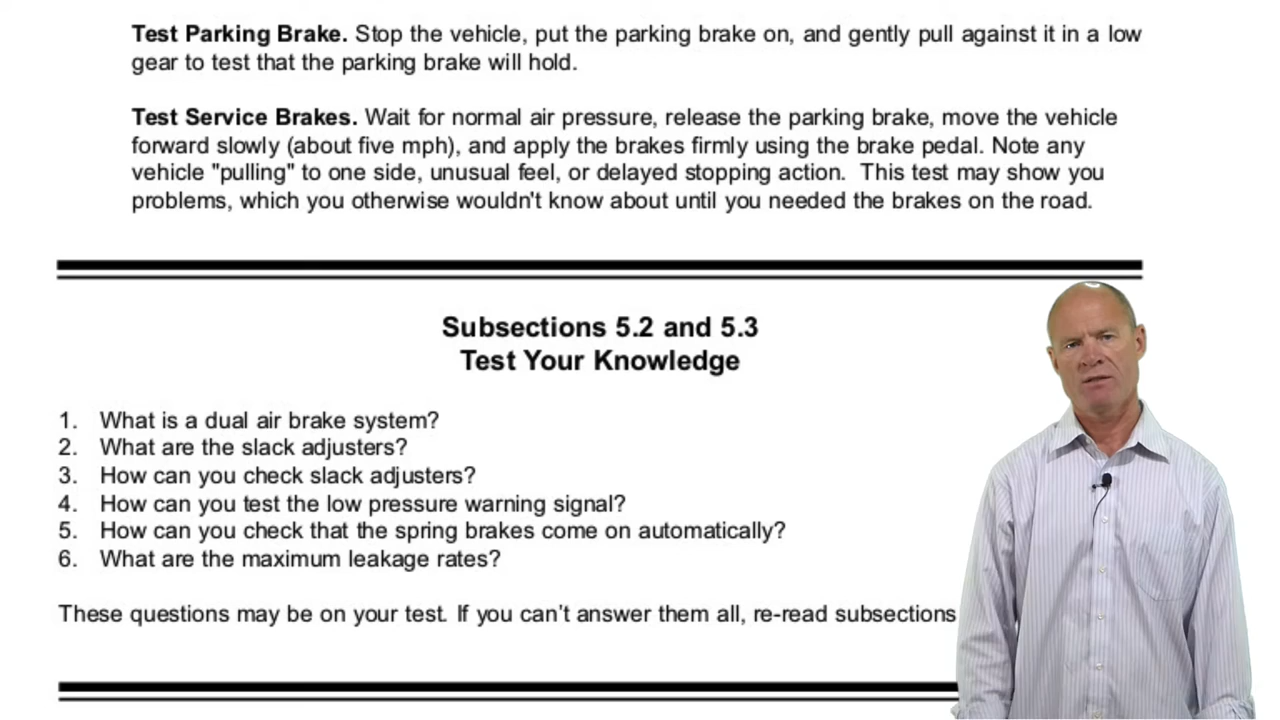 Test Parking Brake. Stop the vehicle, put the parking brake on, and gently pull against it in a low
gear to test that the parking brake will hold.
Test Service Brakes. Wait for normal air pressure, release the parking brake, move the vehicle
forward slowly (about five mph), and apply the brakes firmly using the brake pedal. Note any
vehicle "pulling" to one side, unusual feel, or delayed stopping action. This test may show you
problems, which you otherwise wouldn't know about until you needed the brakes on the road.
Subsections 5.2 and 5.3
Test Your Knowledge
1. What is a dual air brake system?
2. What are the slack adjusters?
3. How can you check slack adjusters?
4. How can you test the low pressure warning signal?
5. How can you check that the spring brakes come on automatically?
6. What are the maximum leakage rates?
These questions may be on your test. If you can't answer them all, re-read subsections